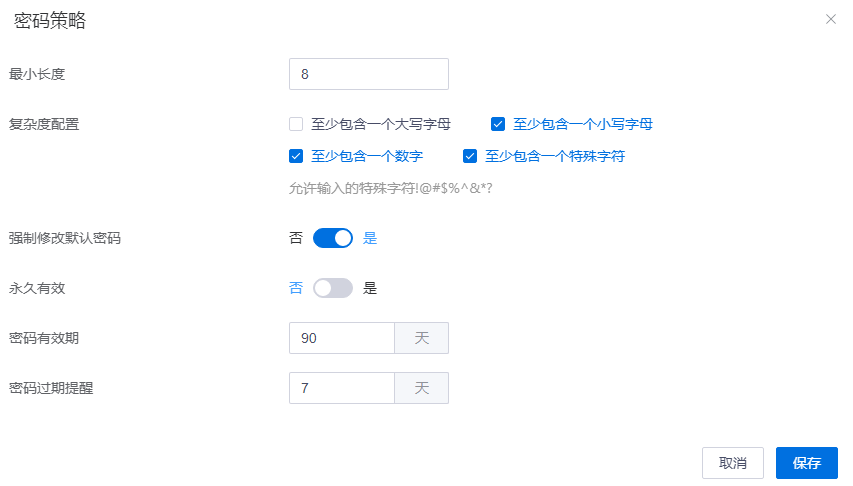 密码策略
最小长度 8
复杂度配置 至少包含一个大写字母 至少包含一个小写字母
至少包含一个数字 至少包含一个特殊字符
允许输入的特殊字符!@#$%^&*?
强制修改默认密码 否 是
永久有效 否 是
密码有效期 90 天
密码过期提醒 7 天
取消 保存